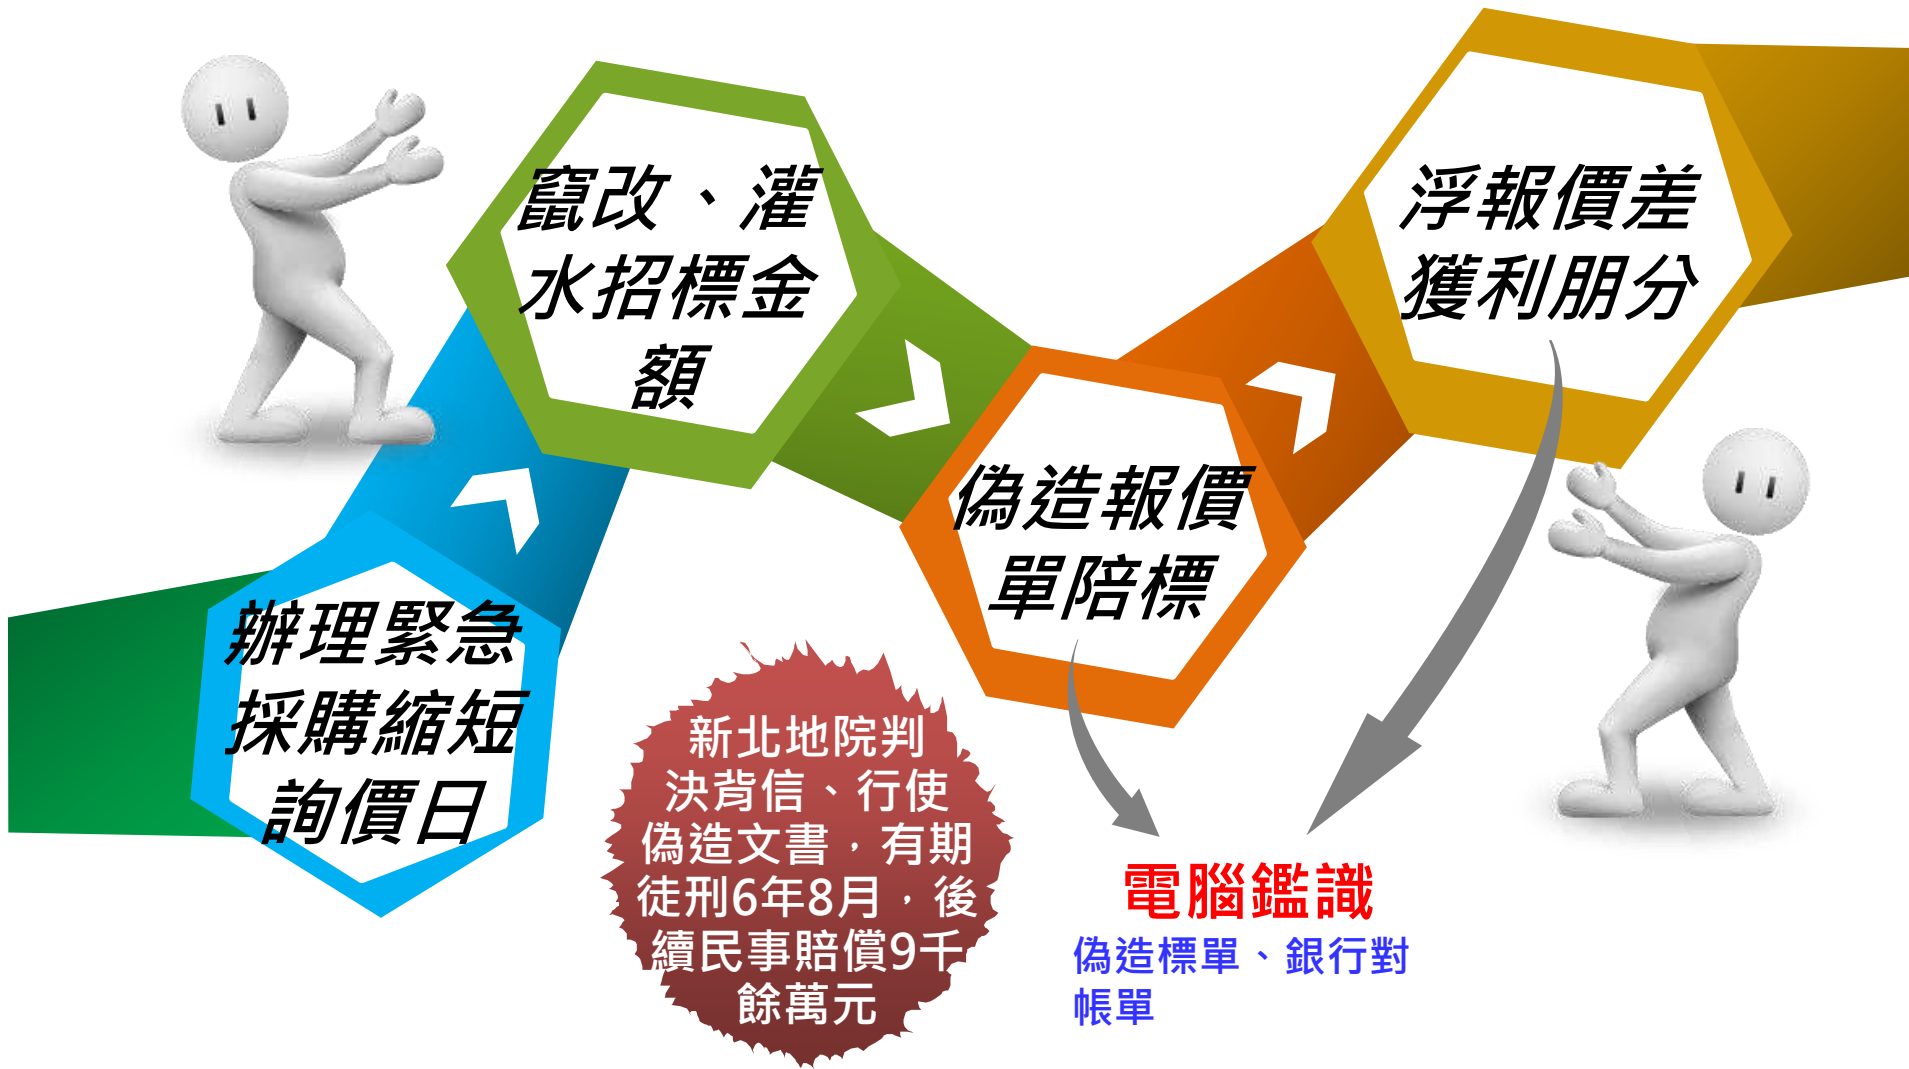 辦理緊急
採購縮短
詢價日
竄改、灌
水招標金
額
偽造報價
單陪標
浮報價差
獲利朋分
新北地院判
決背信、行使
偽造文書，有期
徒刑6年8月，後
續民事賠償9千
餘萬元
電腦鑑識
偽造標單、銀行對
帳單